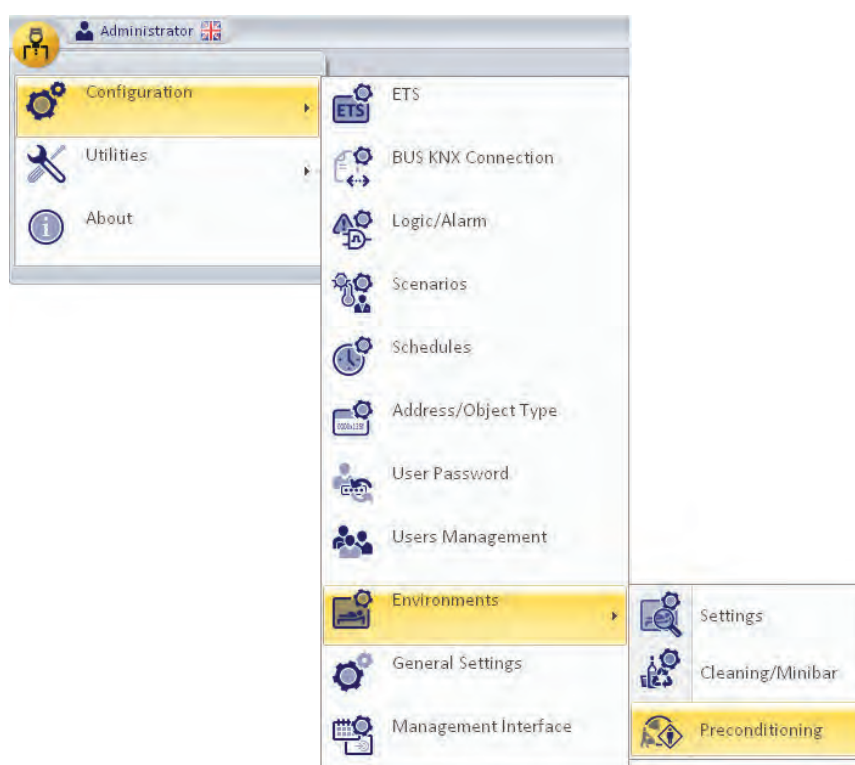 Administrator
Configuration
Utilities
About
ETS
ETS
BUS KNX Connection
Logic/Alarm
Scenarios
Schedules
Address/Object Type
User Password
Users Management
Environments
General Settings
Management Interface
Settings
Cleaning/Minibar
Preconditioning